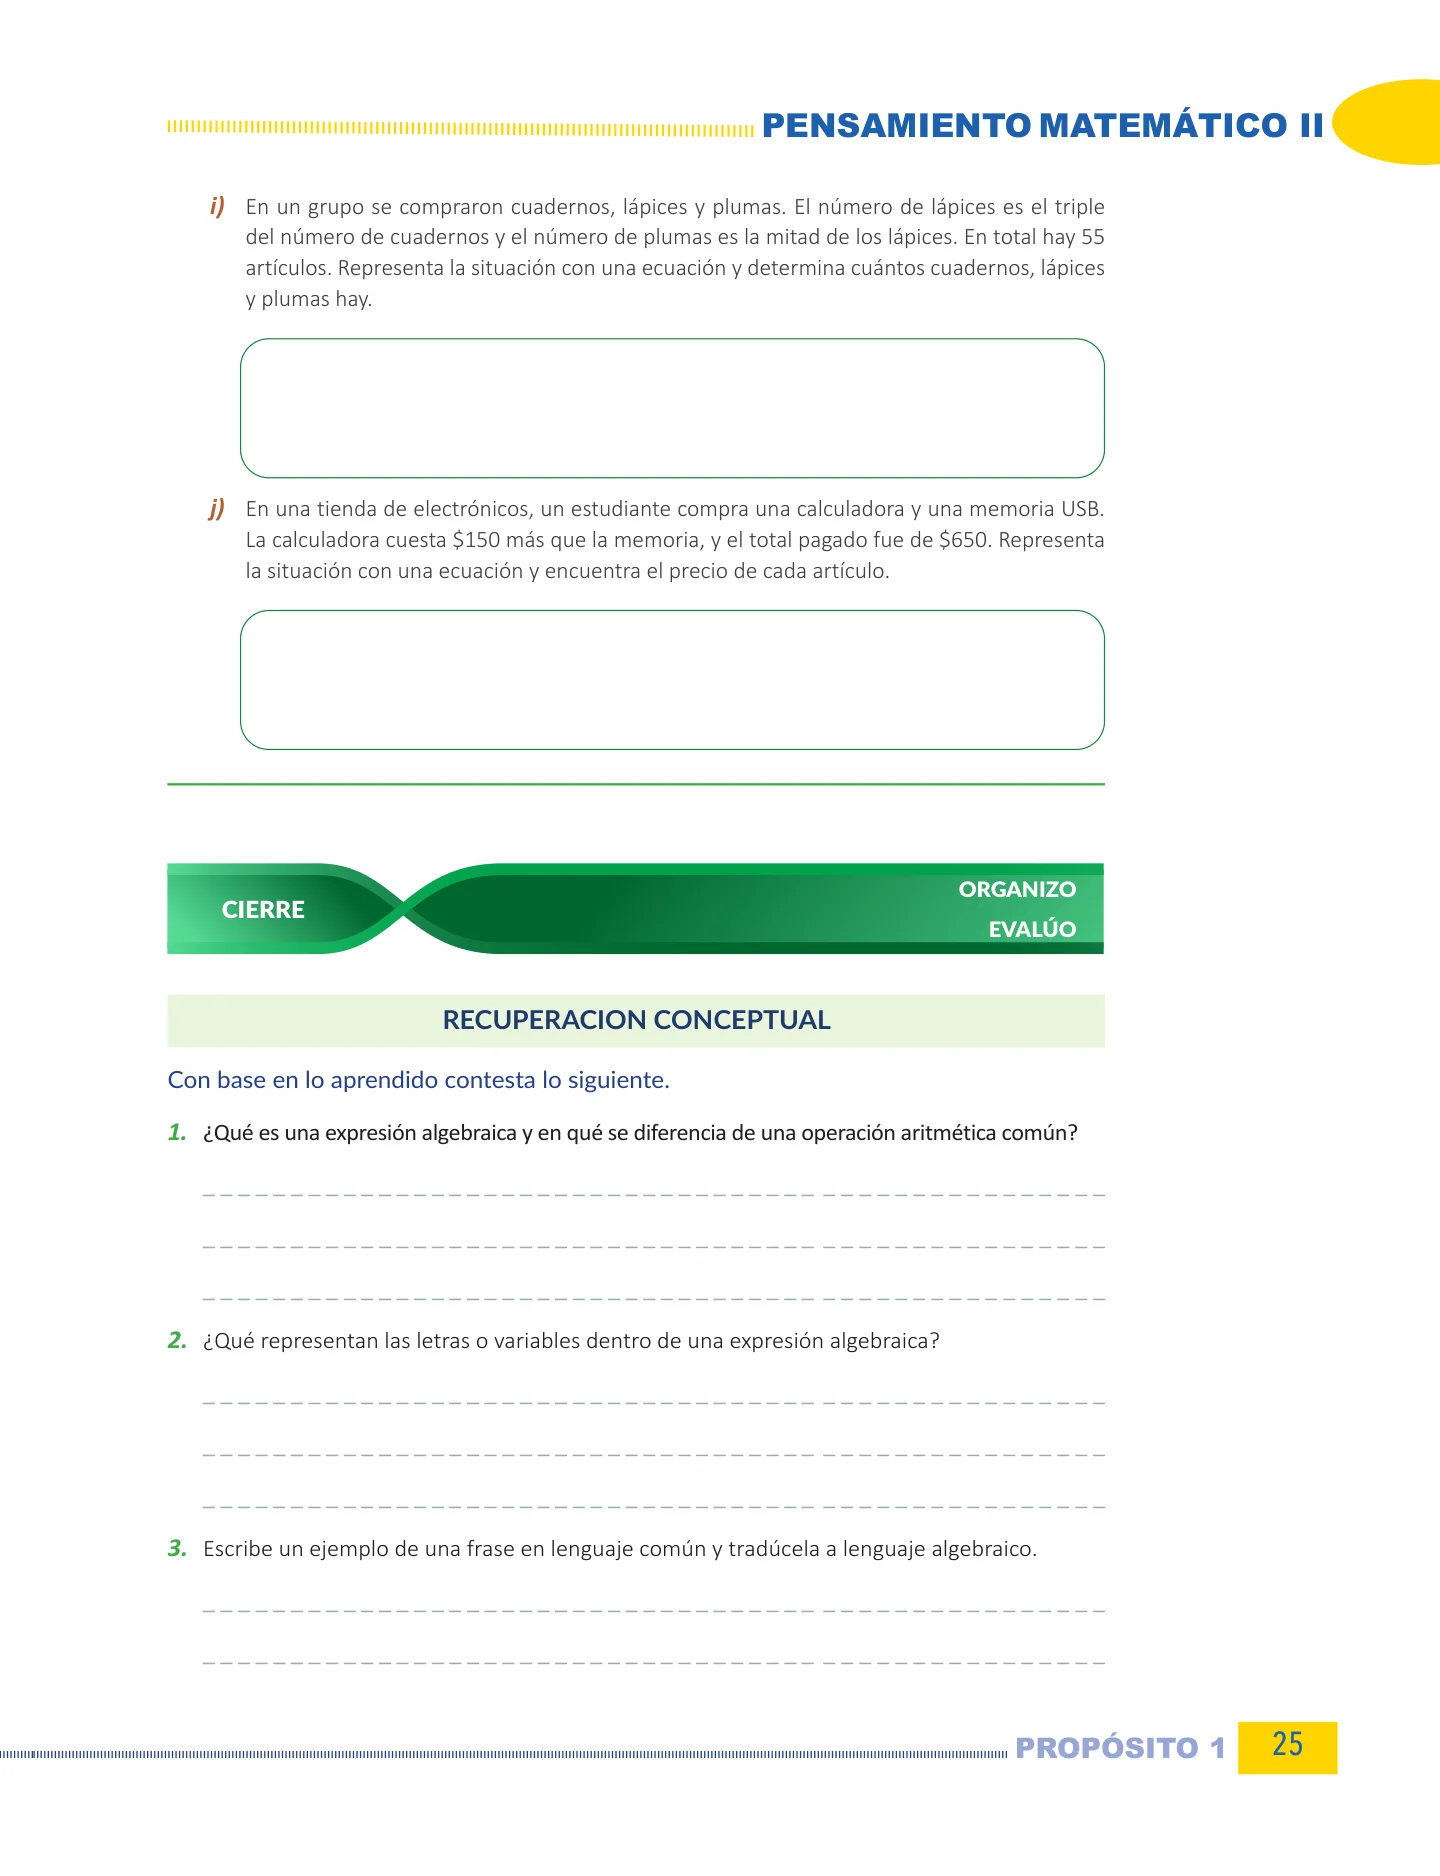 PENSAMIENTO MATEMÁTICO II
i) En un grupo se compraron cuadernos, lápices y plumas. El número de lápices es el triple
del número de cuadernos y el número de plumas es la mitad de los lápices. En total hay 55
artículos. Representa la situación con una ecuación y determina cuántos cuadernos, lápices
y plumas hay.
j) En una tienda de electrónicos, un estudiante compra una calculadora y una memoria USB.
La calculadora cuesta $150 más que la memoria, y el total pagado fue de $650. Representa
la situación con una ecuación y encuentra el precio de cada artículo.
CIERRE
ORGANIZO
EVALÚO
RECUPERACION CONCEPTUAL
Con base en lo aprendido contesta lo siguiente.
1. ¿Qué es una expresión algebraica y en qué se diferencia de una operación aritmética común?
2. ¿Qué representan las letras o variables dentro de una expresión algebraica?
3. Escribe un ejemplo de una frase en lenguaje común y tradúcela a lenguaje algebraico.
PROPÓSITO 1
25